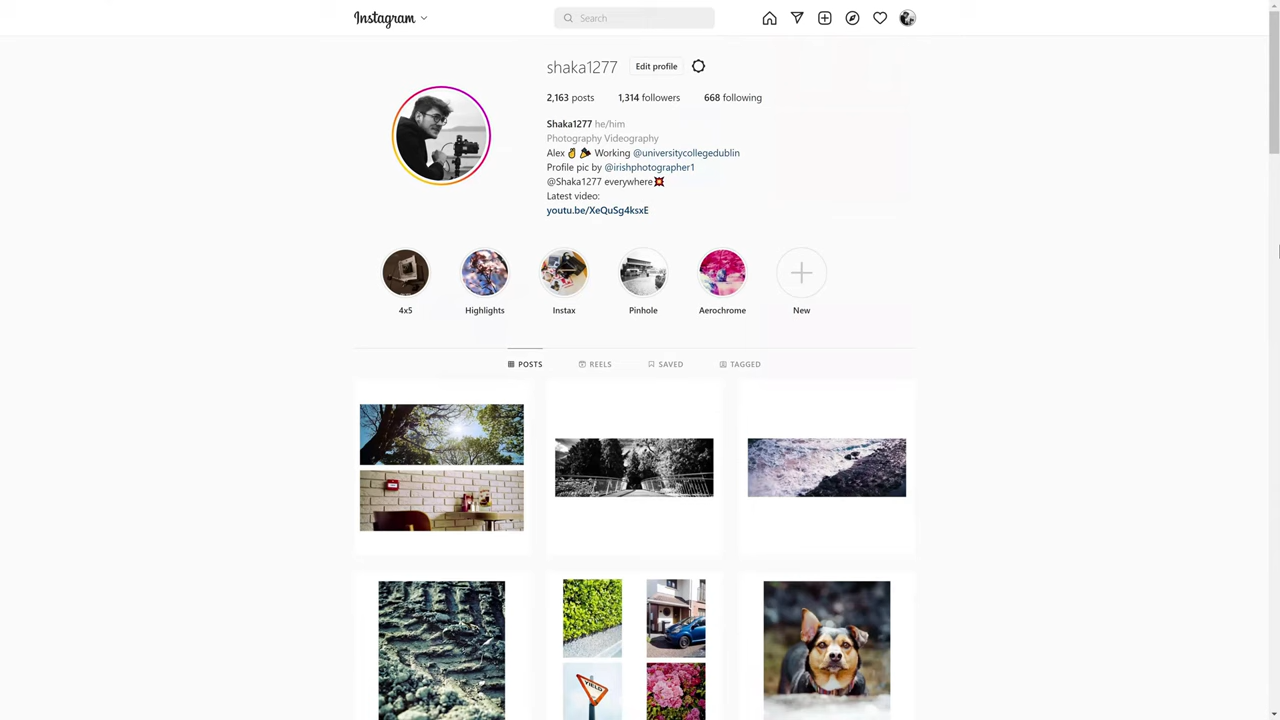 Instagram
Search
shaka1277 Edit profile
2,163 posts 1,314 followers 668 following
Shaka1277 he/him
Photography Videography
Alex ✌️ 🎉 Working @universitycollegedublin
Profile pic by @irishphotographer1
@Shaka1277 everywhere💥
Latest video:
youtu.be/XeQuSg4ksxE
4x5 Highlights Instax Pinhole Aerochrome New
POSTS REELS SAVED TAGGED
YIELD